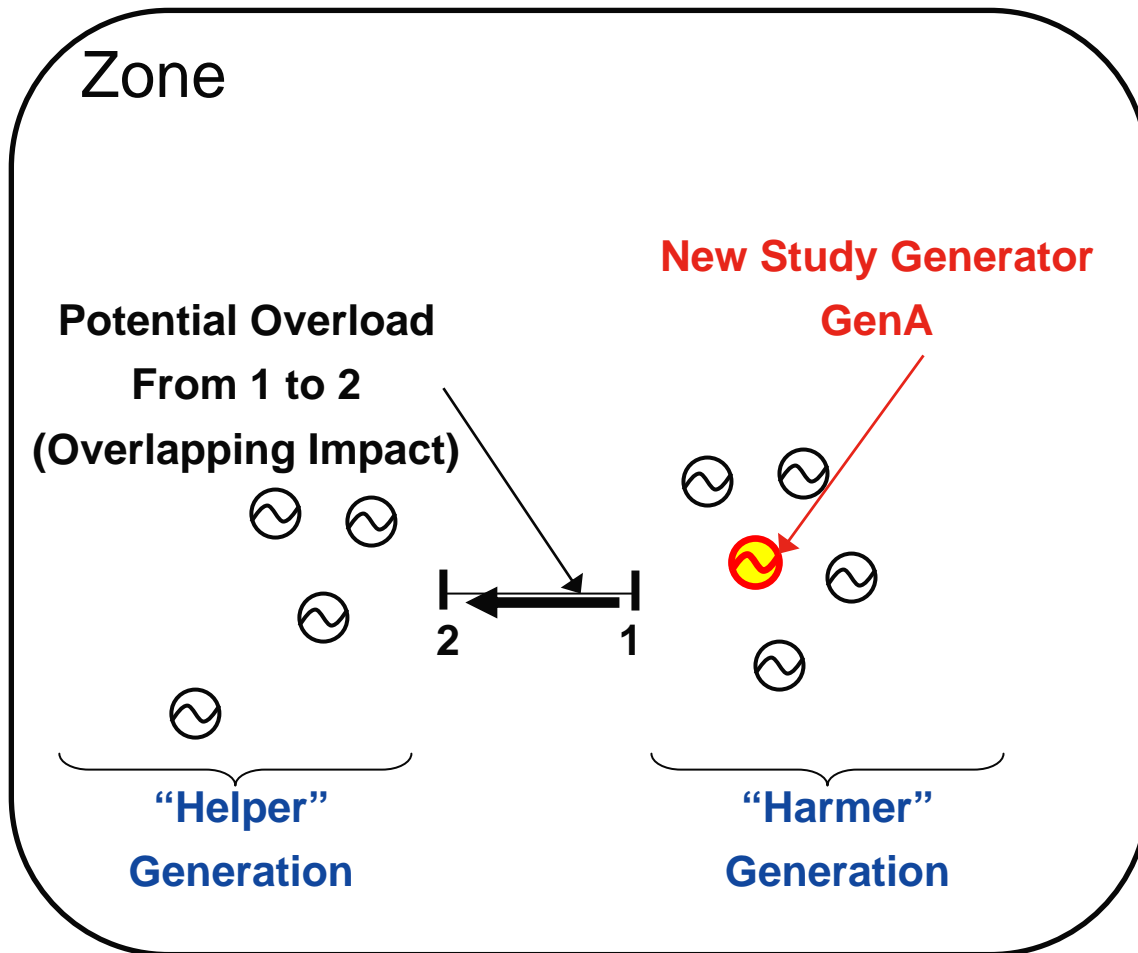 Zone
New Study Generator
GenA
Potential Overload
From 1 to 2
(Overlapping Impact)
2
1
“Helper”
Generation
“Harmer”
Generation